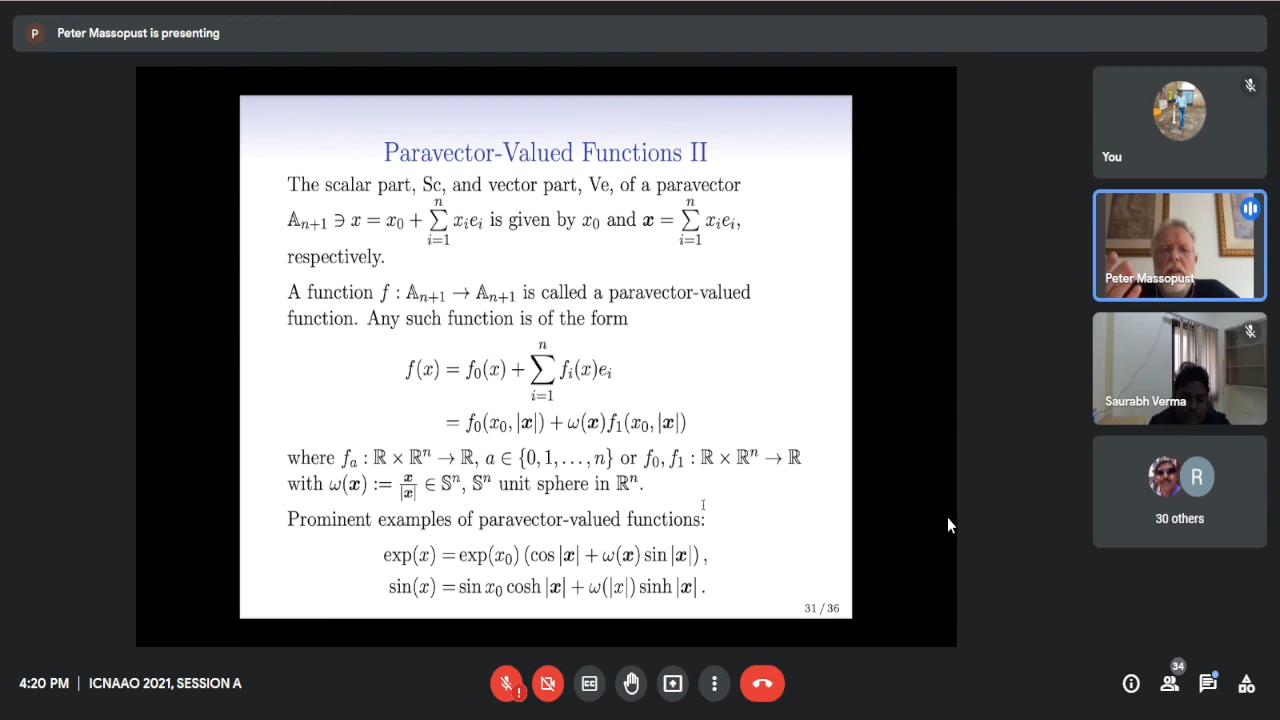 P Peter Massopust is presenting
Paravector-Valued Functions II
The scalar part, Sc, and vector part, Ve, of a paravector
𝔸ₙ₊₁ ∋ x = x₀ + ∑ᵢ₌₁ⁿ xᵢeᵢ is given by x₀ and 𝒙 = ∑ᵢ₌₁ⁿ xᵢeᵢ,
respectively.
A function f : 𝔸ₙ₊₁ → 𝔸ₙ₊₁ is called a paravector-valued
function. Any such function is of the form
f(x) = f₀(x) + ∑ᵢ₌₁ⁿ fᵢ(x)eᵢ
= f₀(x₀, |𝒙|) + ω(𝒙)f₁(x₀, |𝒙|)
where fₐ : ℝ × ℝⁿ → ℝ, a ∈ {0, 1, . . . , n} or f₀, f₁ : ℝ × ℝⁿ → ℝ
with ω(𝒙) := 𝒙/|𝒙| ∈ 𝕊ⁿ, 𝕊ⁿ unit sphere in ℝⁿ.
Prominent examples of paravector-valued functions:
exp(x) = exp(x₀) (cos |𝒙| + ω(𝒙) sin |𝒙|) ,
sin(x) = sin x₀ cosh |𝒙| + ω(|x|) sinh |𝒙| .
31 / 36
You
Peter Massopust
Saurabh Verma
R
30 others
4:20 PM | ICNAAO 2021, SESSION A
34